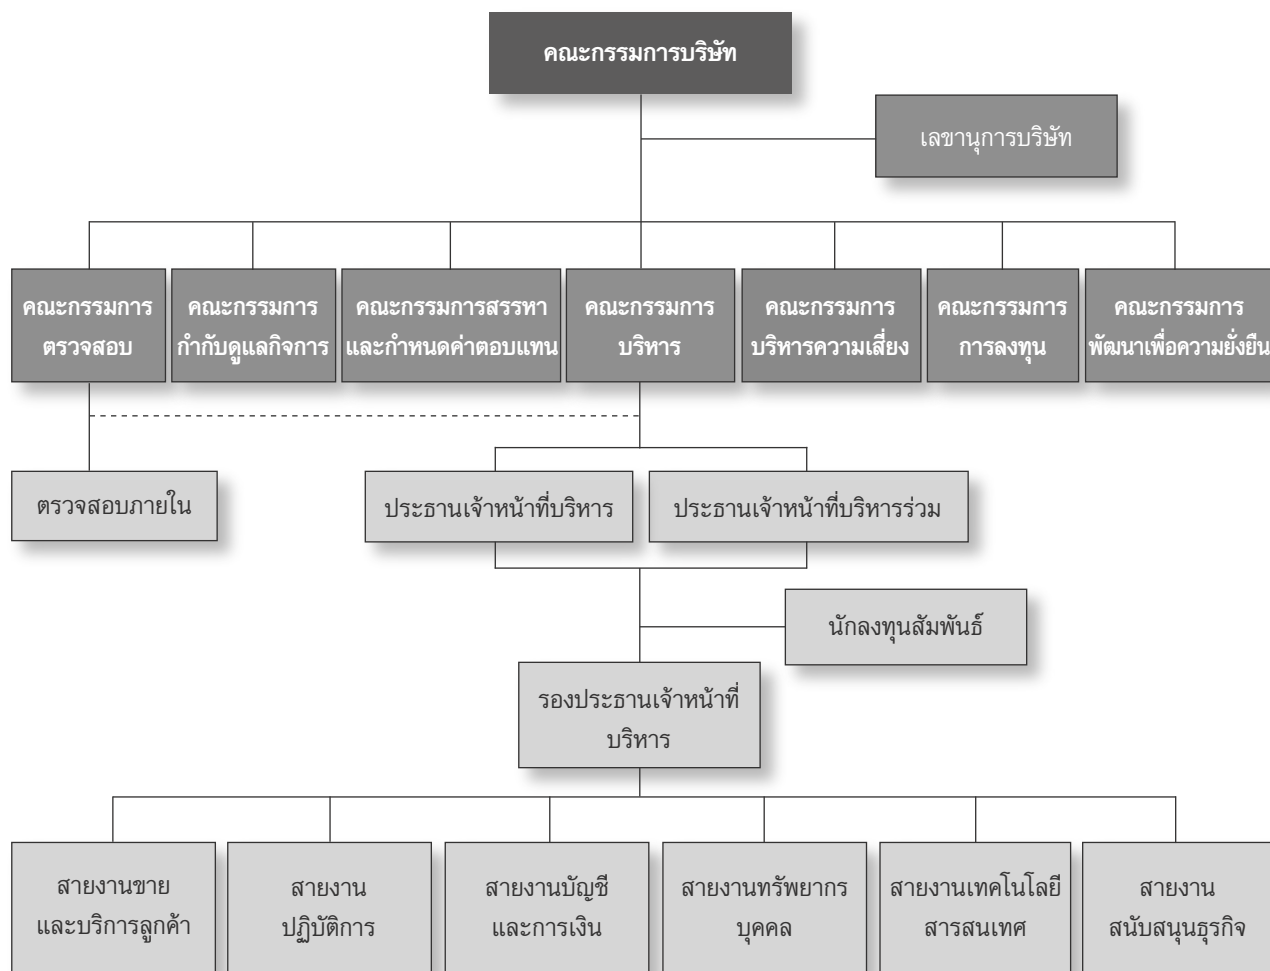 คณะกรรมการบริษัท
เลขานุการบริษัท
คณะกรรมการ
ตรวจสอบ
คณะกรรมการ
กำกับดูแลกิจการ
คณะกรรมการสรรหา
และกำหนดค่าตอบแทน
คณะกรรมการ
บริหาร
คณะกรรมการ
บริหารความเสี่ยง
คณะกรรมการ
การลงทุน
คณะกรรมการ
พัฒนาเพื่อความยั่งยืน
ตรวจสอบภายใน
ประธานเจ้าหน้าที่บริหาร
ประธานเจ้าหน้าที่บริหารร่วม
นักลงทุนสัมพันธ์
รองประธานเจ้าหน้าที่
บริหาร
สายงานขาย
และบริการลูกค้า
สายงาน
ปฏิบัติการ
สายงานบัญชี
และการเงิน
สายงานทรัพยากร
บุคคล
สายงานเทคโนโลยี
สารสนเทศ
สายงาน
สนับสนุนธุรกิจ